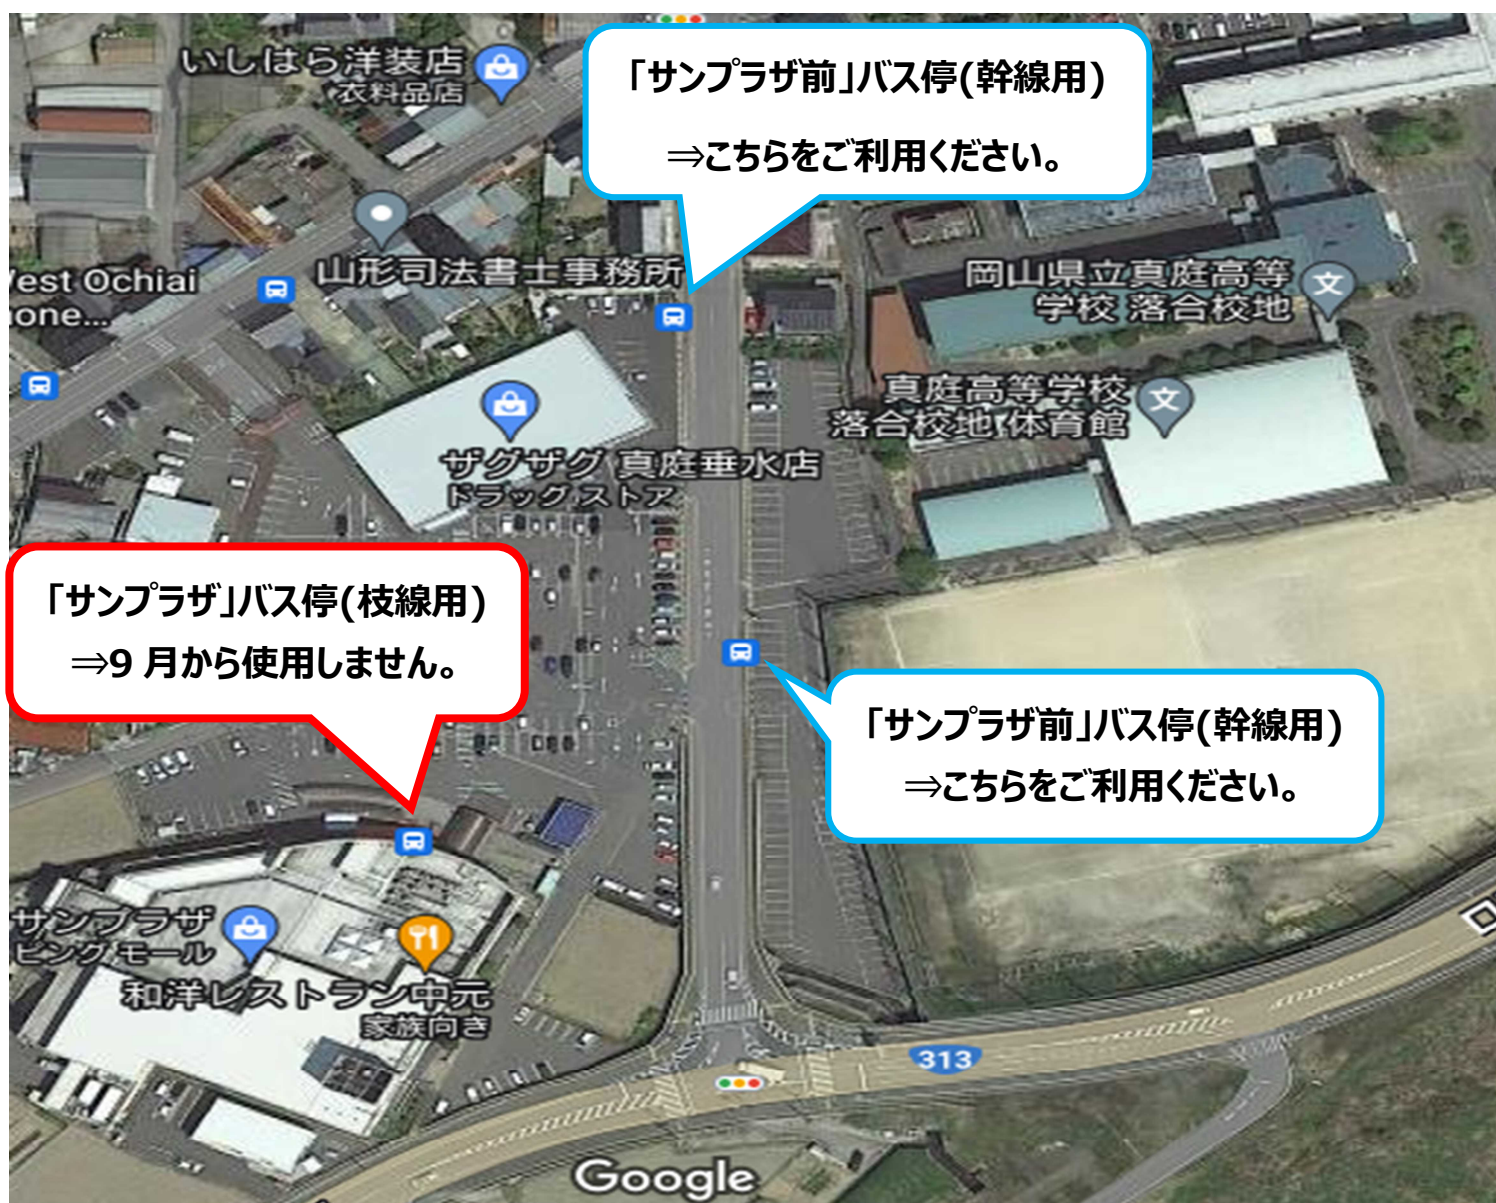 いしはら洋装店
衣料品店
「サンプラザ前」バス停(幹線用)
⇒こちらをご利用ください。
山形司法書士事務所
West Ochiai
one...
岡山県立真庭高等
学校 落合校地
真庭高等学校
落合校地 体育館
ザグザグ 真庭垂水店
ドラッグ ストア
「サンプラザ」バス停(枝線用)
⇒9 月から使用しません。
「サンプラザ前」バス停(幹線用)
⇒こちらをご利用ください。
サンプラザ
ピング モール
和洋レストラン中元
家族向き
313
Google